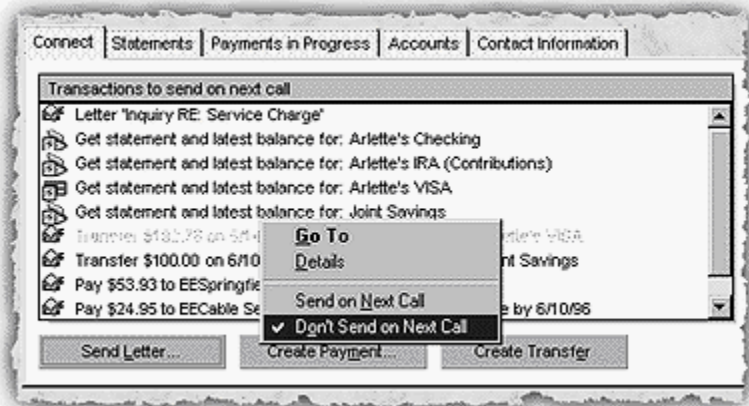 Connect Statements Payments in Progress Accounts Contact Information
Transactions to send on next call
Letter "Inquiry RE: Service Charge"
Get statement and latest balance for: Arlette's Checking
Get statement and latest balance for: Arlette's IRA (Contributions)
Get statement and latest balance for: Arlette's VISA
Get statement and latest balance for: Joint Savings
Transfer on VISA
Transfer $100.00 on 6/10 nt Savings
Pay $53.93 to EESpringfie
Pay $24.95 to EECable Se e by 6/10/96
Go To
Details
Send on Next Call
Don't Send on Next Call
Send Letter... Create Payment... Create Transfer